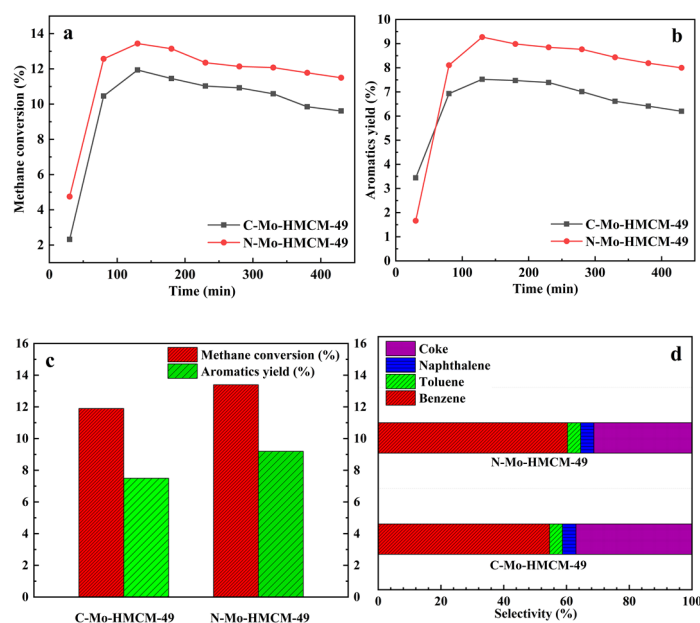 a
Methane conversion (%)
14
12
10
8
6
4
2
C-Mo-HMCM-49
N-Mo-HMCM-49
0 100 200 300 400
Time (min)
b
Aromatics yield (%)
10
9
8
7
6
5
4
3
2
1
0
C-Mo-HMCM-49
N-Mo-HMCM-49
0 100 200 300 400
Time (min)
c
Methane conversion (%)
Aromatics yield (%)
16
14
12
10
8
6
4
2
0
C-Mo-HMCM-49 N-Mo-HMCM-49
d
Coke
Naphthalene
Toluene
Benzene
16
14
12
10
8
6
4
2
0
N-Mo-HMCM-49
C-Mo-HMCM-49
0 20 40 60 80 100
Selectivity (%)